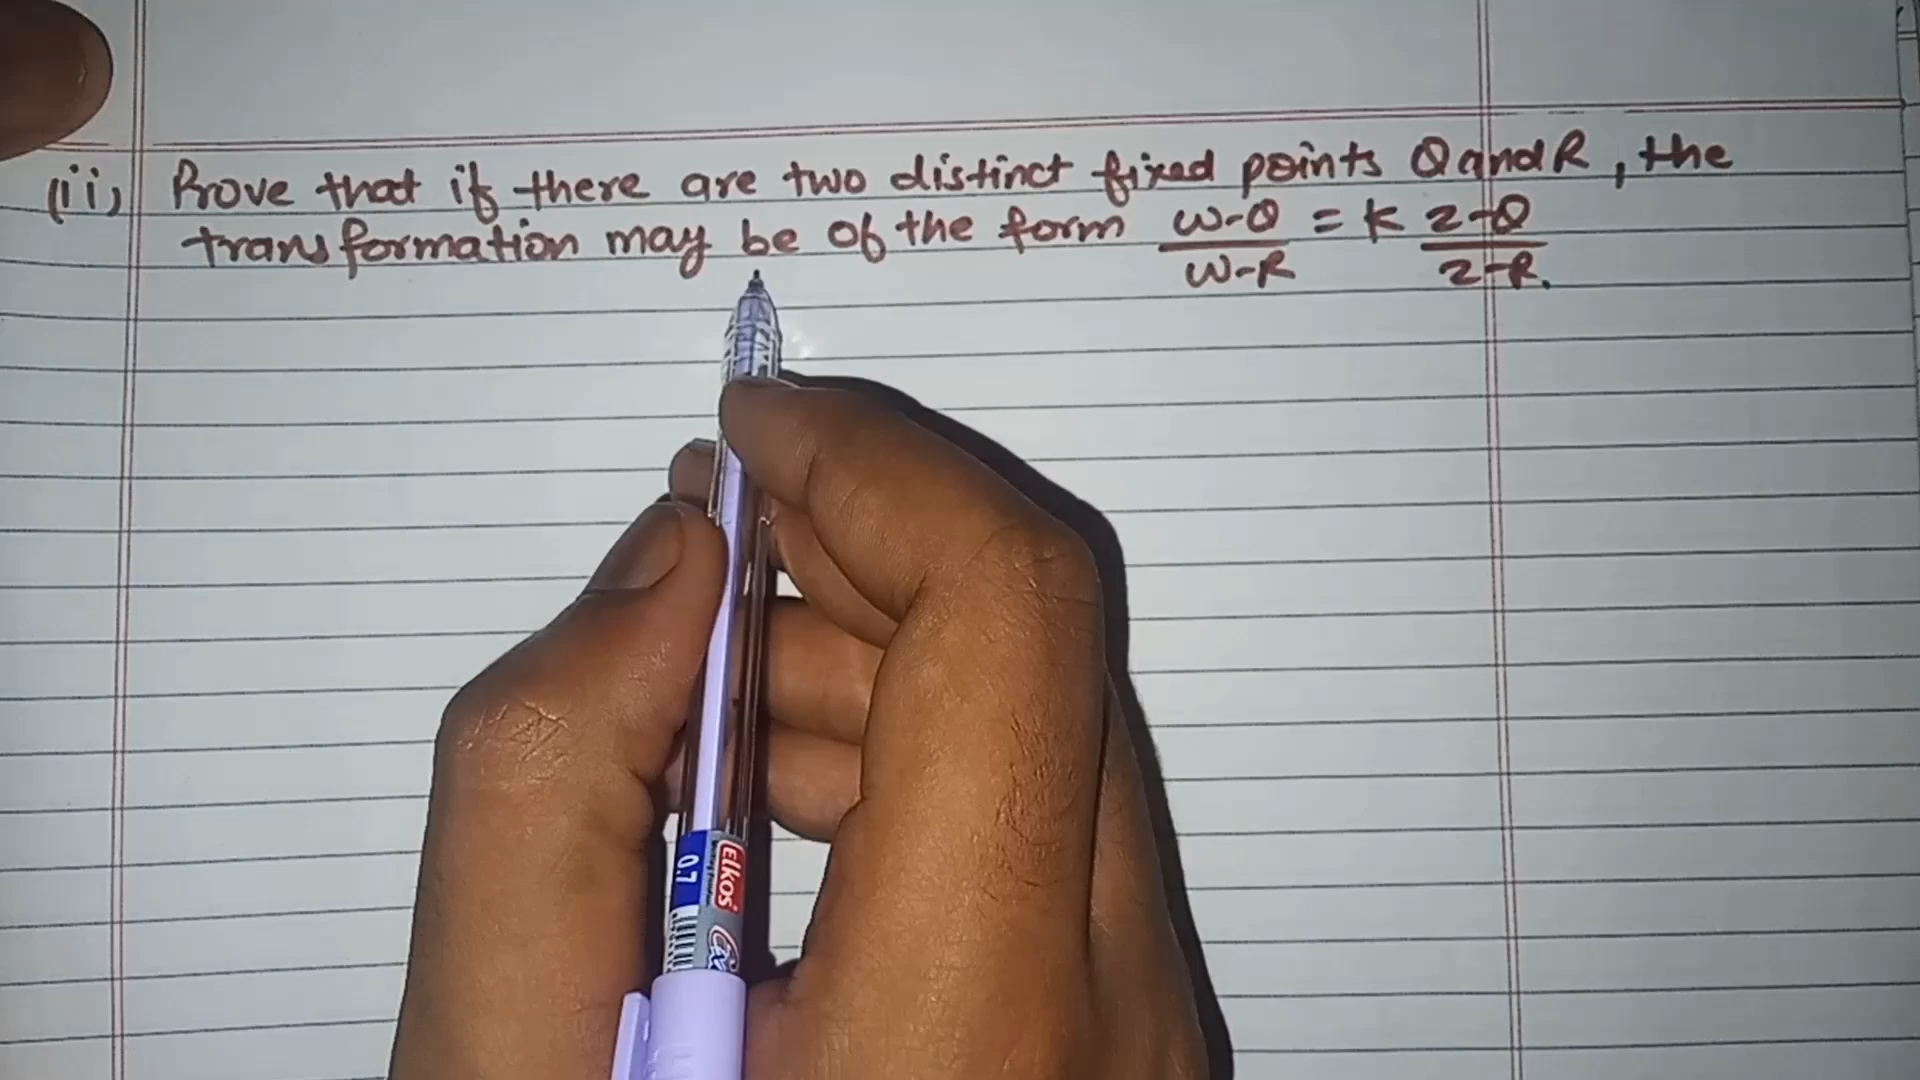 (ii) Prove that if there are two distinct fixed points Q and R, the
transformation may be of the form w-Q/w-R = k z-Q/z-R.
Elkos
0.7